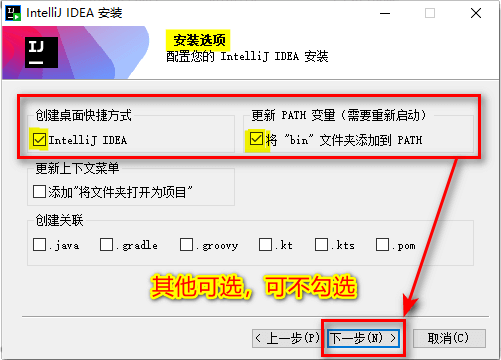 IntelliJ IDEA 安装
IJ
安装选项
配置您的 IntelliJ IDEA 安装
创建桌面快捷方式
IntelliJ IDEA
更新 PATH 变量（需要重新启动）
将 "bin" 文件夹添加到 PATH
更新上下文菜单
添加"将文件夹打开为项目"
创建关联
.java .gradle .groovy .kt .kts .pom
其他可选，可不勾选
< 上一步(P) 下一步(N) > 取消(C)